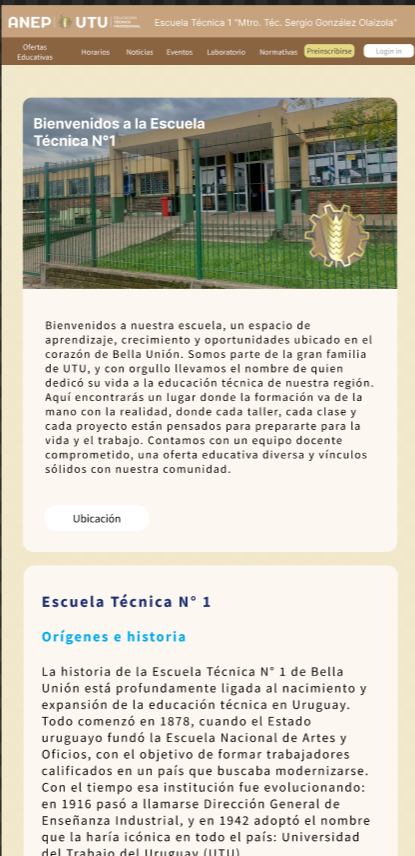 ANEP UTU EDUCACIÓN TÉCNICO PROFESIONAL Escuela Técnica 1 "Mtro. Téc. Sergio González Olaizola"
Ofertas Educativas Horarios Noticias Eventos Laboratorio Normativas Preinscribirse Login in
Bienvenidos a la Escuela
Técnica N°1
Bienvenidos a nuestra escuela, un espacio de
aprendizaje, crecimiento y oportunidades ubicado en el
corazón de Bella Unión. Somos parte de la gran familia
de UTU, y con orgullo llevamos el nombre de quien
dedicó su vida a la educación técnica de nuestra región.
Aquí encontrarás un lugar donde la formación va de la
mano con la realidad, donde cada taller, cada clase y
cada proyecto están pensados para prepararte para la
vida y el trabajo. Contamos con un equipo docente
comprometido, una oferta educativa diversa y vínculos
sólidos con nuestra comunidad.
Ubicación
Escuela Técnica N° 1
Orígenes e historia
La historia de la Escuela Técnica N° 1 de Bella
Unión está profundamente ligada al nacimiento y
expansión de la educación técnica en Uruguay.
Todo comenzó en 1878, cuando el Estado
uruguayo fundó la Escuela Nacional de Artes y
Oficios, con el objetivo de formar trabajadores
calificados en un país que buscaba modernizarse.
Con el tiempo esa institución fue evolucionando:
en 1916 pasó a llamarse Dirección General de
Enseñanza Industrial, y en 1942 adoptó el nombre
que la haría icónica en todo el país: Universidad
del Trabajo del Uruguay (UTU)